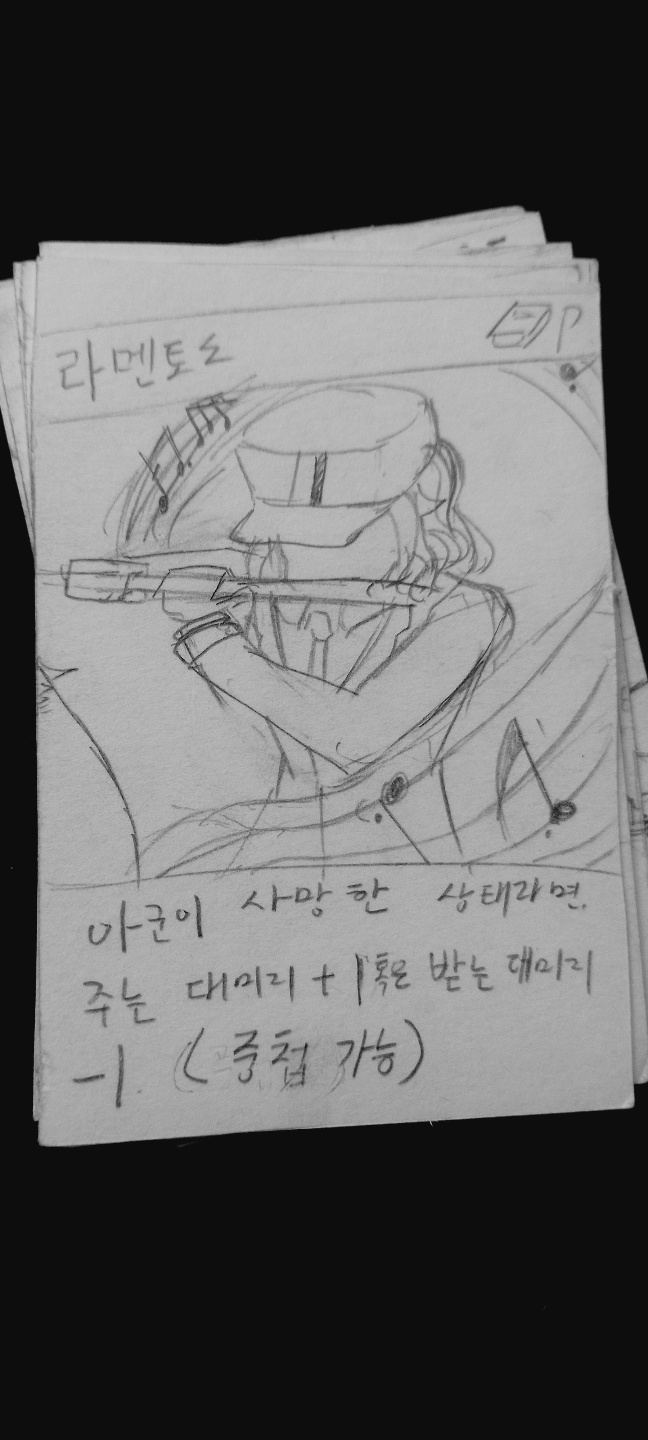 라멘토소
P
아군이 사망한 상태라면.
주는 대미지 + 1 혹은 받는 대미지
-1. (중첩 가능)